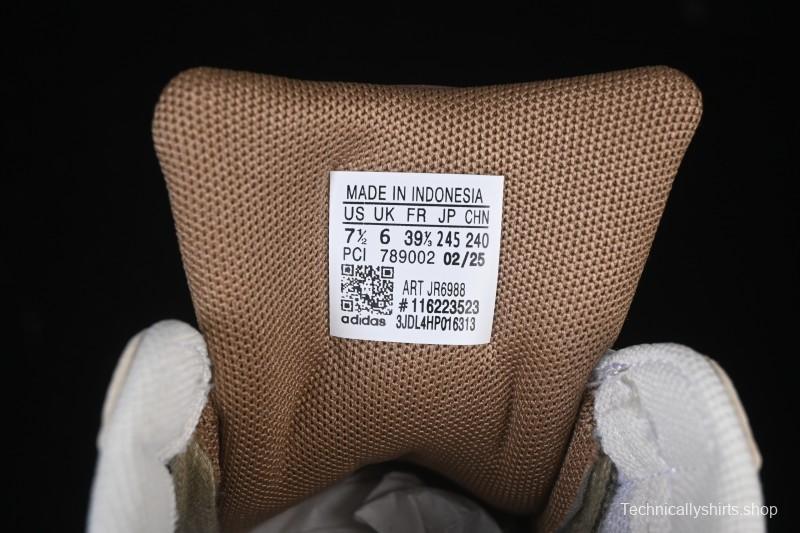 MADE IN INDONESIA
US UK FR JP CHN
7½ 6 39⅓ 245 240
PCI 789002 02/25
ART JR6988
# 116223523
adidas 3JDL4HP016313
Technicallyshirts.shop